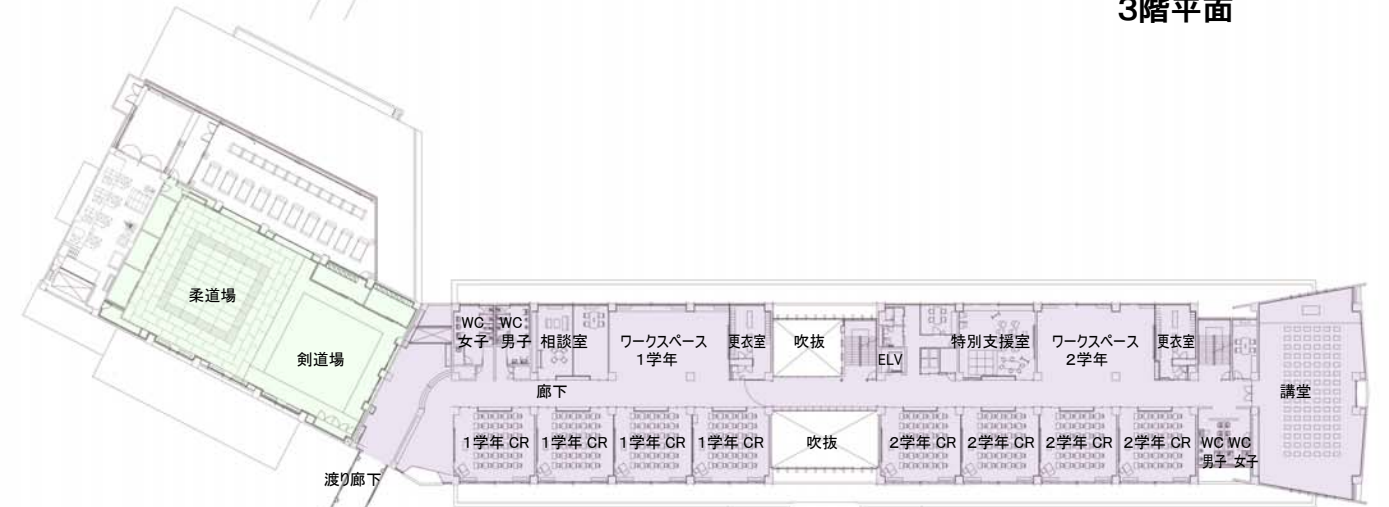 3階平面
柔道場
剣道場
渡り廊下
WC
女子
WC
男子
相談室
ワークスペース
1学年
更衣室
吹抜
ELV
特別支援室
ワークスペース
2学年
更衣室
廊下
講堂
1学年 CR
1学年 CR
1学年 CR
1学年 CR
吹抜
2学年 CR
2学年 CR
2学年 CR
2学年 CR
WC WC
男子 女子